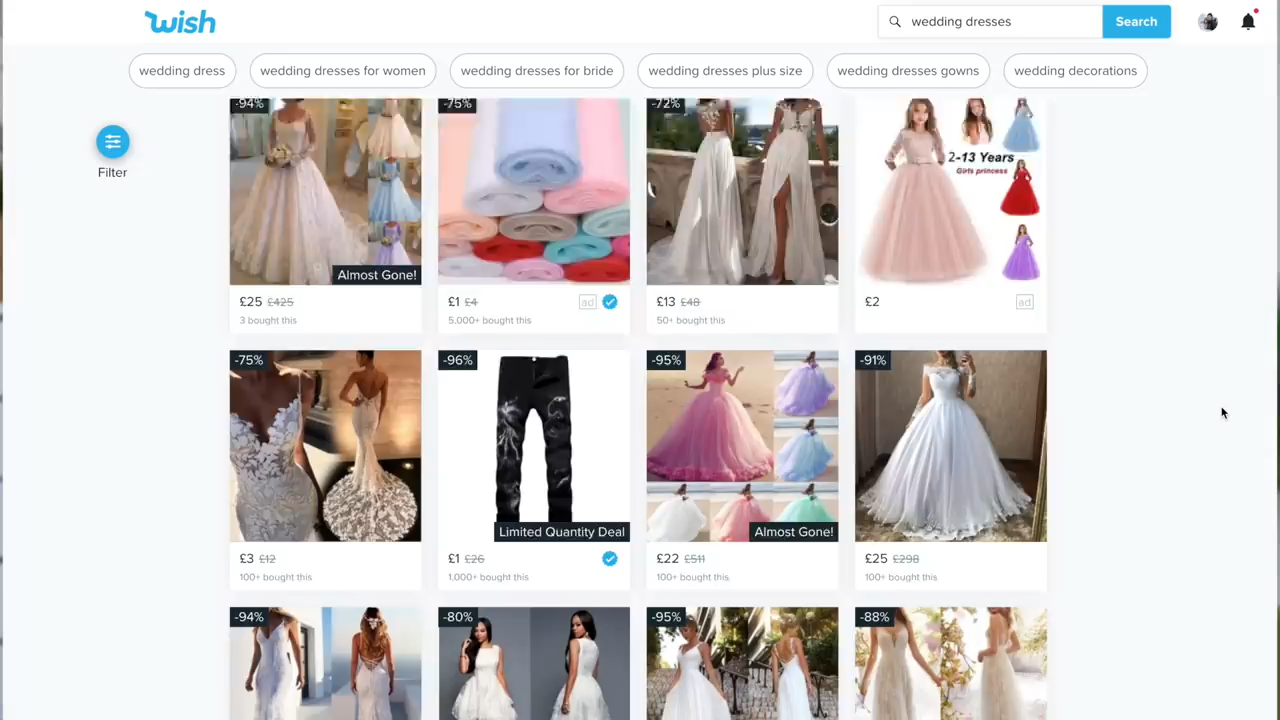 wish
wedding dresses
Search
wedding dress
wedding dresses for women
wedding dresses for bride
wedding dresses plus size
wedding dresses gowns
wedding decorations
Filter
-94%
-75%
-72%
2-13 Years
Girls princess
Almost Gone!
£25 £425
3 bought this
£1 £4
ad
5,000+ bought this
£13 £48
50+ bought this
£2
ad
-75%
-96%
-95%
-91%
Limited Quantity Deal
Almost Gone!
£3 £12
100+ bought this
£1 £26
1,000+ bought this
£22 £511
100+ bought this
£25 £298
100+ bought this
-94%
-80%
-95%
-88%